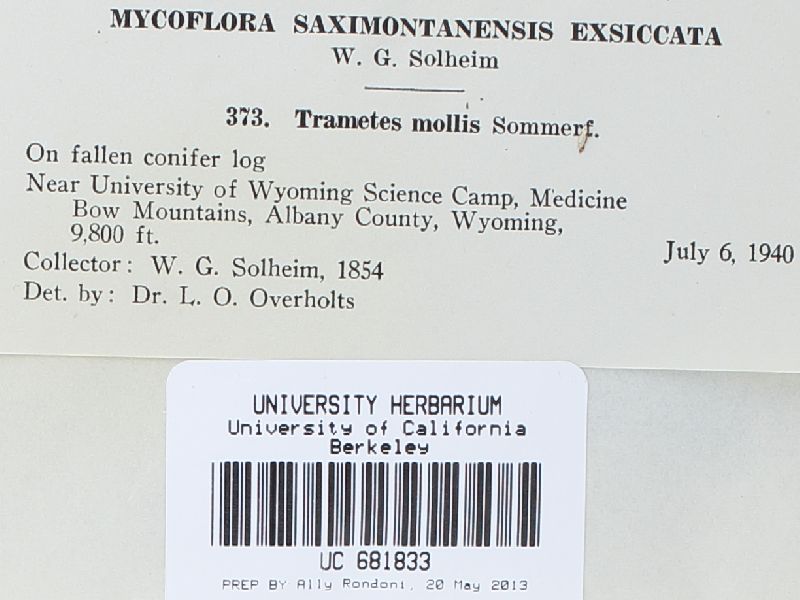 MYCOFLORA SAXIMONTANENSIS EXSICCATA
W. G. Solheim
373. Trametes mollis Sommerf.
On fallen conifer log
Near University of Wyoming Science Camp, Medicine
Bow Mountains, Albany County, Wyoming,
9,800 ft.
July 6, 1940
Collector: W. G. Solheim, 1854
Det. by: Dr. L. O. Overholts
UNIVERSITY HERBARIUM
University of California
Berkeley
UC 681833
PREP BY Ally Rondoni, 20 May 2013